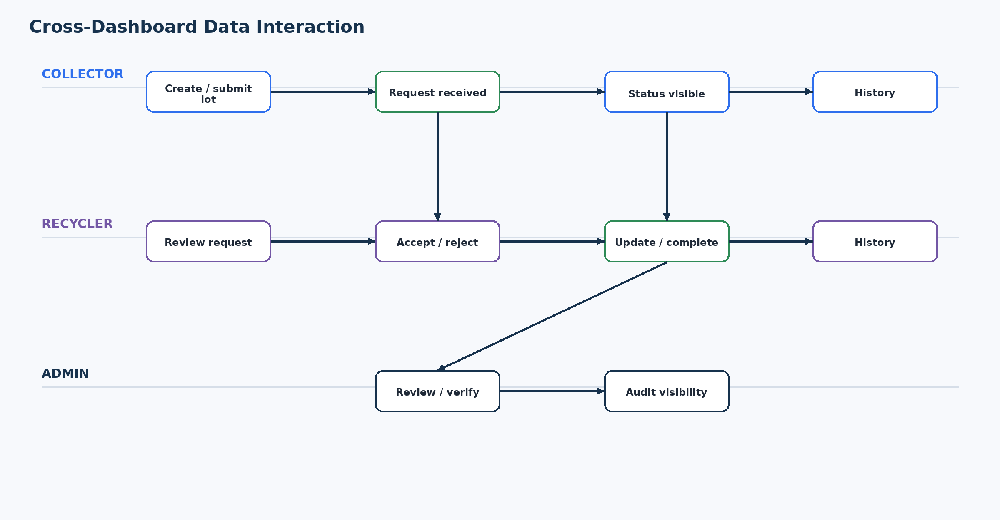 Cross-Dashboard Data Interaction
COLLECTOR
Create / submit
lot
Request received
Status visible
History
RECYCLER
Review request
Accept / reject
Update / complete
History
ADMIN
Review / verify
Audit visibility